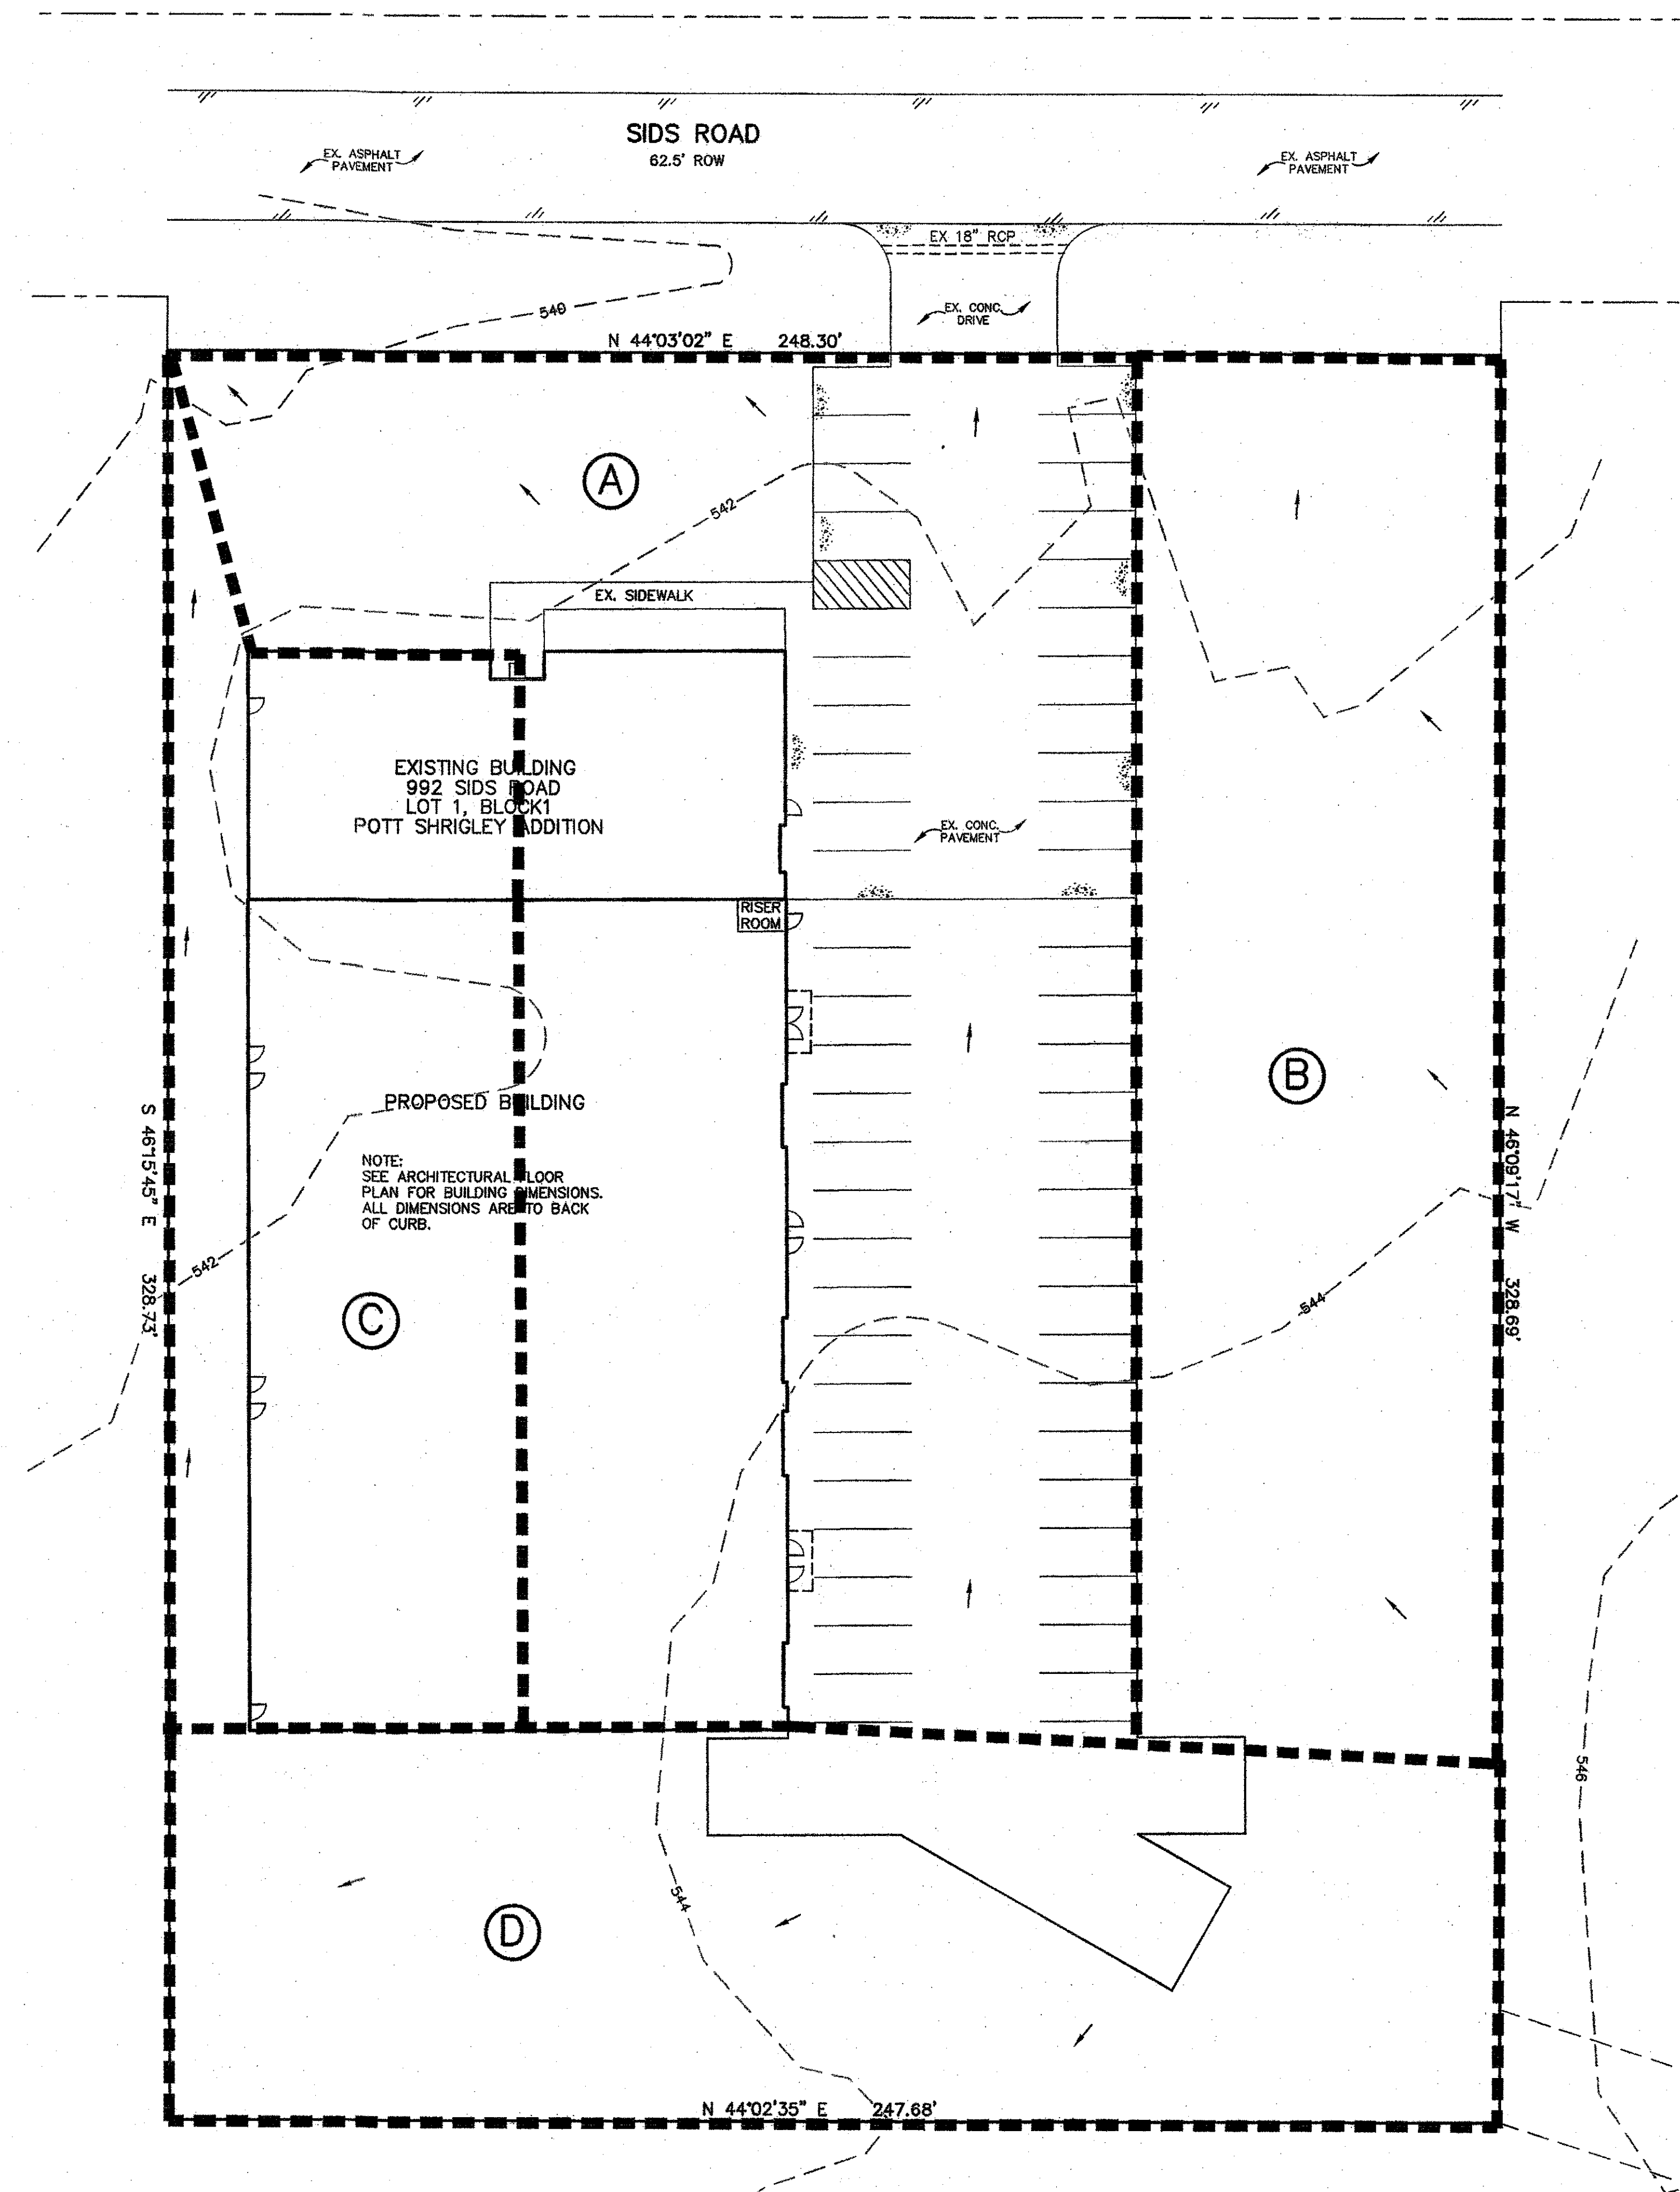 SIDS ROAD
62.5' ROW
EX. ASPHALT
PAVEMENT
EX. ASPHALT
PAVEMENT
EX 18" RCP
EX. CONC.
DRIVE
540
N 44°03'02" E 248.30'
A
542
EX. SIDEWALK
EXISTING BUILDING
992 SIDS ROAD
LOT 1, BLOCK1
POTT SHRIGLEY ADDITION
EX. CONC.
PAVEMENT
RISER
ROOM
B
PROPOSED BUILDING
NOTE:
SEE ARCHITECTURAL FLOOR
PLAN FOR BUILDING DIMENSIONS.
ALL DIMENSIONS ARE TO BACK
OF CURB.
S 46°15'45" E 328.73'
N 46°09'17" W 328.69'
542
544
C
546
544
D
N 44°02'35" E 247.68'